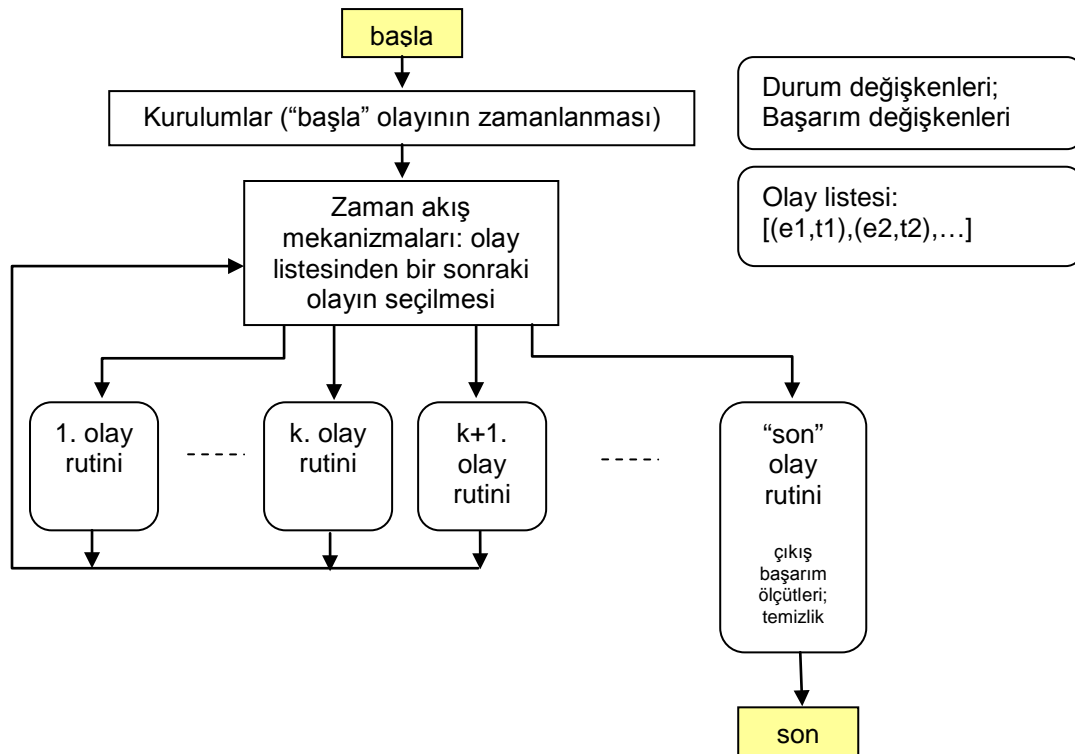 başla
Kurulumlar (“başla” olayının zamanlanması)
Durum değişkenleri;
Başarım değişkenleri
Zaman akış
mekanizmaları: olay
listesinden bir sonraki
olayın seçilmesi
Olay listesi:
[(e1,t1),(e2,t2),…]
1. olay
rutini
k. olay
rutini
k+1.
olay
rutini
“son”
olay
rutini
çıkış
başarım
ölçütleri;
temizlik
son